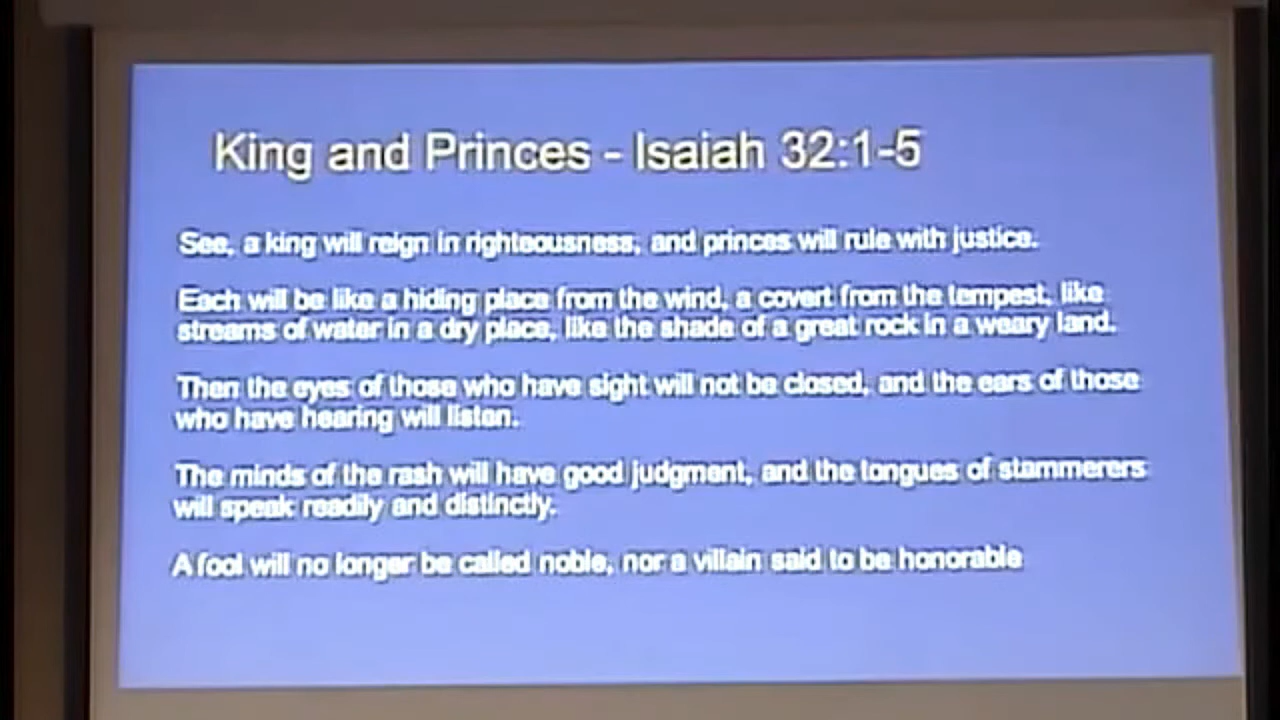 King and Princes - Isaiah 32:1-5
See, a king will reign in righteousness, and princes will rule with justice.
Each will be like a hiding place from the wind, a covert from the tempest, like
streams of water in a dry place, like the shade of a great rock in a weary land.
Then the eyes of those who have sight will not be closed, and the ears of those
who have hearing will listen.
The minds of the rash will have good judgment, and the tongues of stammerers
will speak readily and distinctly.
A fool will no longer be called noble, nor a villain said to be honorable